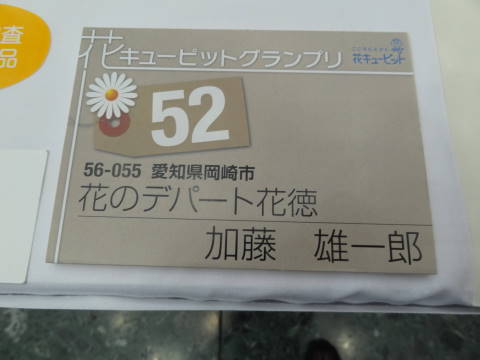 査
品
花キューピットグランプリ
花キューピット
52
56-055 愛知県岡崎市
花のデパート花徳
加藤 雄一郎